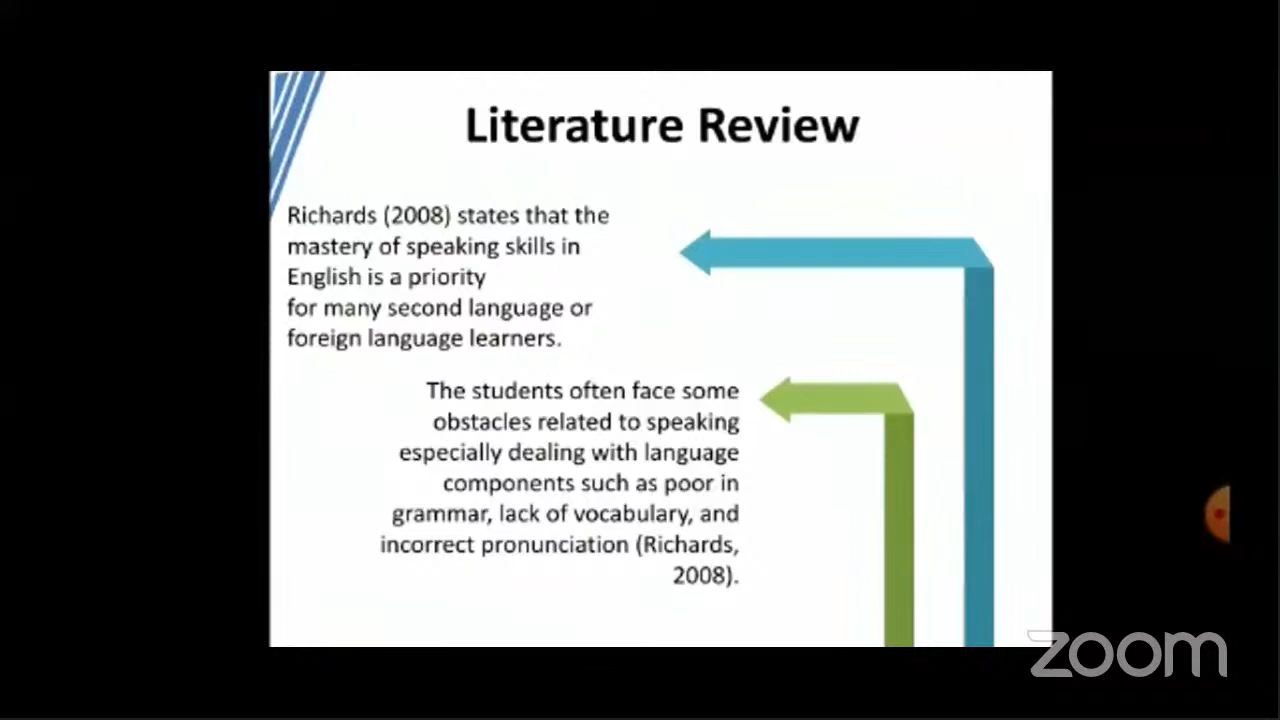 Literature Review
Richards (2008) states that the
mastery of speaking skills in
English is a priority
for many second language or
foreign language learners.
The students often face some
obstacles related to speaking
especially dealing with language
components such as poor in
grammar, lack of vocabulary, and
incorrect pronunciation (Richards,
2008).
zoom